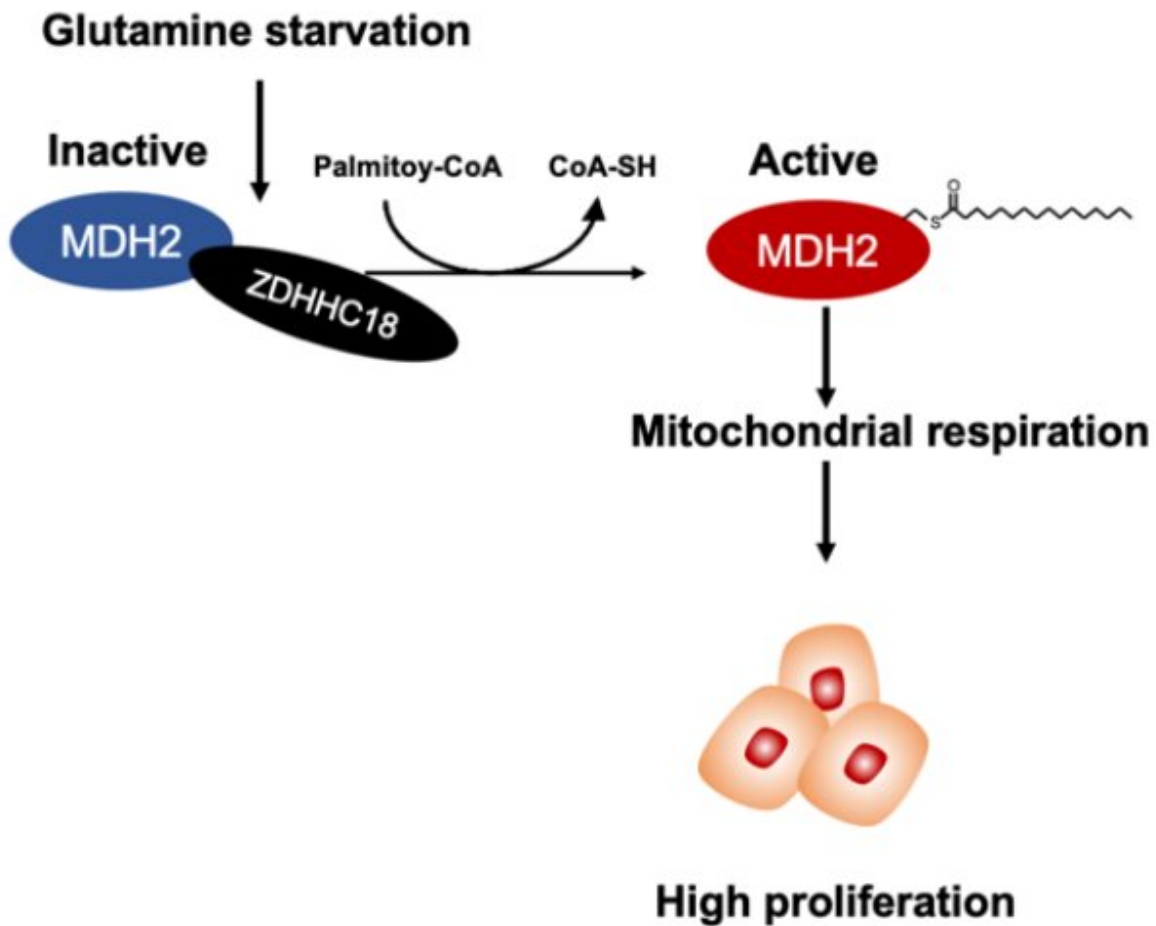 Glutamine starvation
Inactive
Palmitoy-CoA
CoA-SH
Active
MDH2
ZDHHC18
MDH2
O
S
Mitochondrial respiration
High proliferation